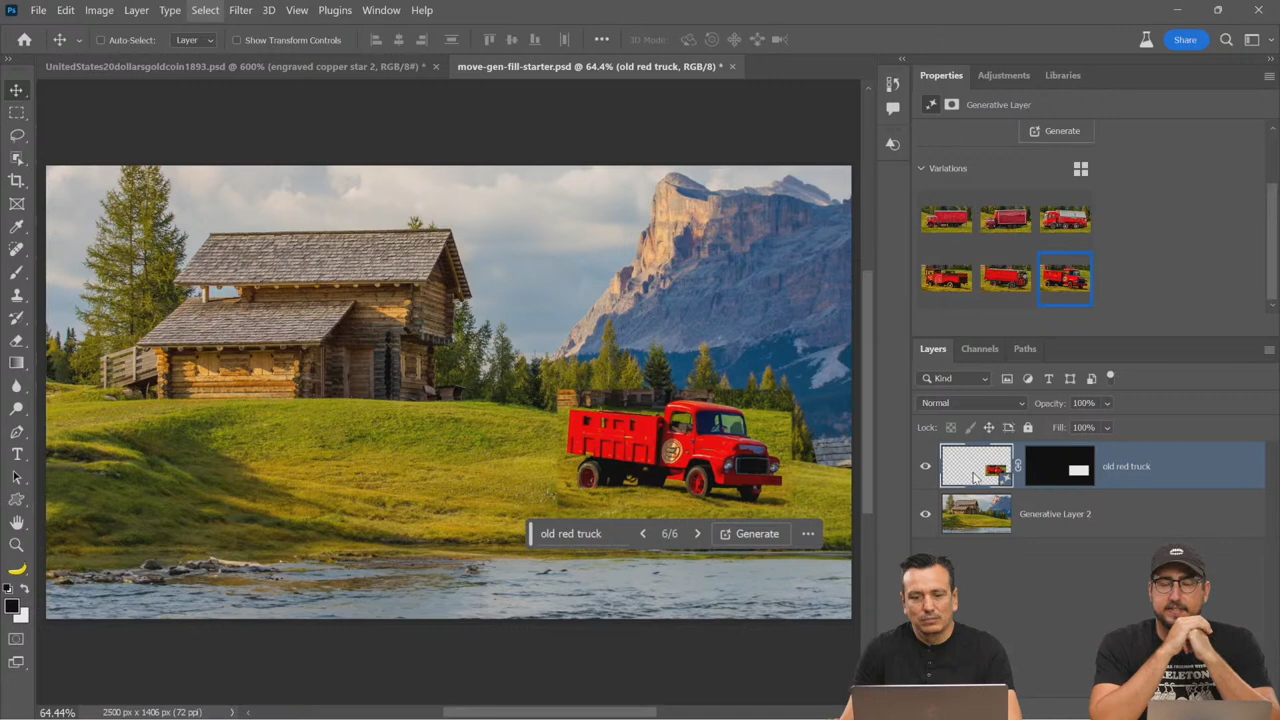 Ps File Edit Image Layer Type Select Filter 3D View Plugins Window Help
Auto-Select: Layer Show Transform Controls 3D Mode: Share
UnitedStates20dollarsgoldcoin1893.psd @ 600% (engraved copper star 2, RGB/8#) * move-gen-fill-starter.psd @ 64.4% (old red truck, RGB/8) *
Properties Adjustments Libraries
Generative Layer
Generate
Variations
Layers Channels Paths
Kind
Normal Opacity: 100%
Lock: Fill: 100%
old red truck
Generative Layer 2
old red truck 6/6 Generate
64.44% 2500 px x 1406 px (72 ppi)
SKELETON